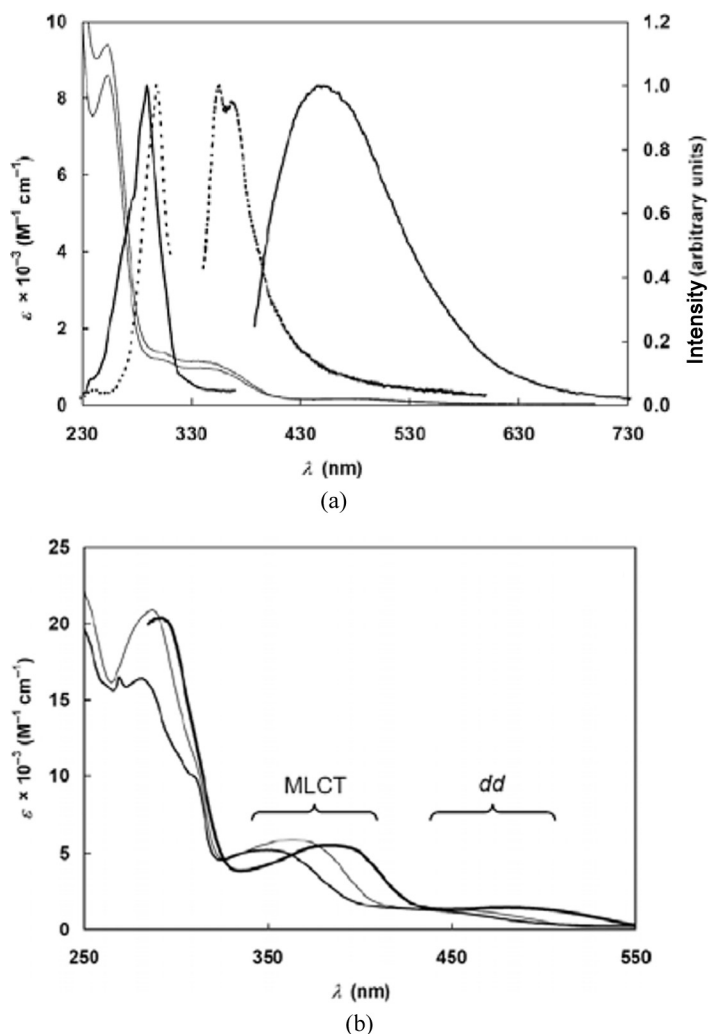 10
8
6
4
2
0
ε × 10⁻³ (M⁻¹ cm⁻¹)
1.2
1.0
0.8
0.6
0.4
0.2
0.0
Intensity (arbitrary units)
230 330 430 530 630 730
λ (nm)
(a)
25
20
15
10
5
0
ε × 10⁻³ (M⁻¹ cm⁻¹)
MLCT dd
250 350 450 550
λ (nm)
(b)